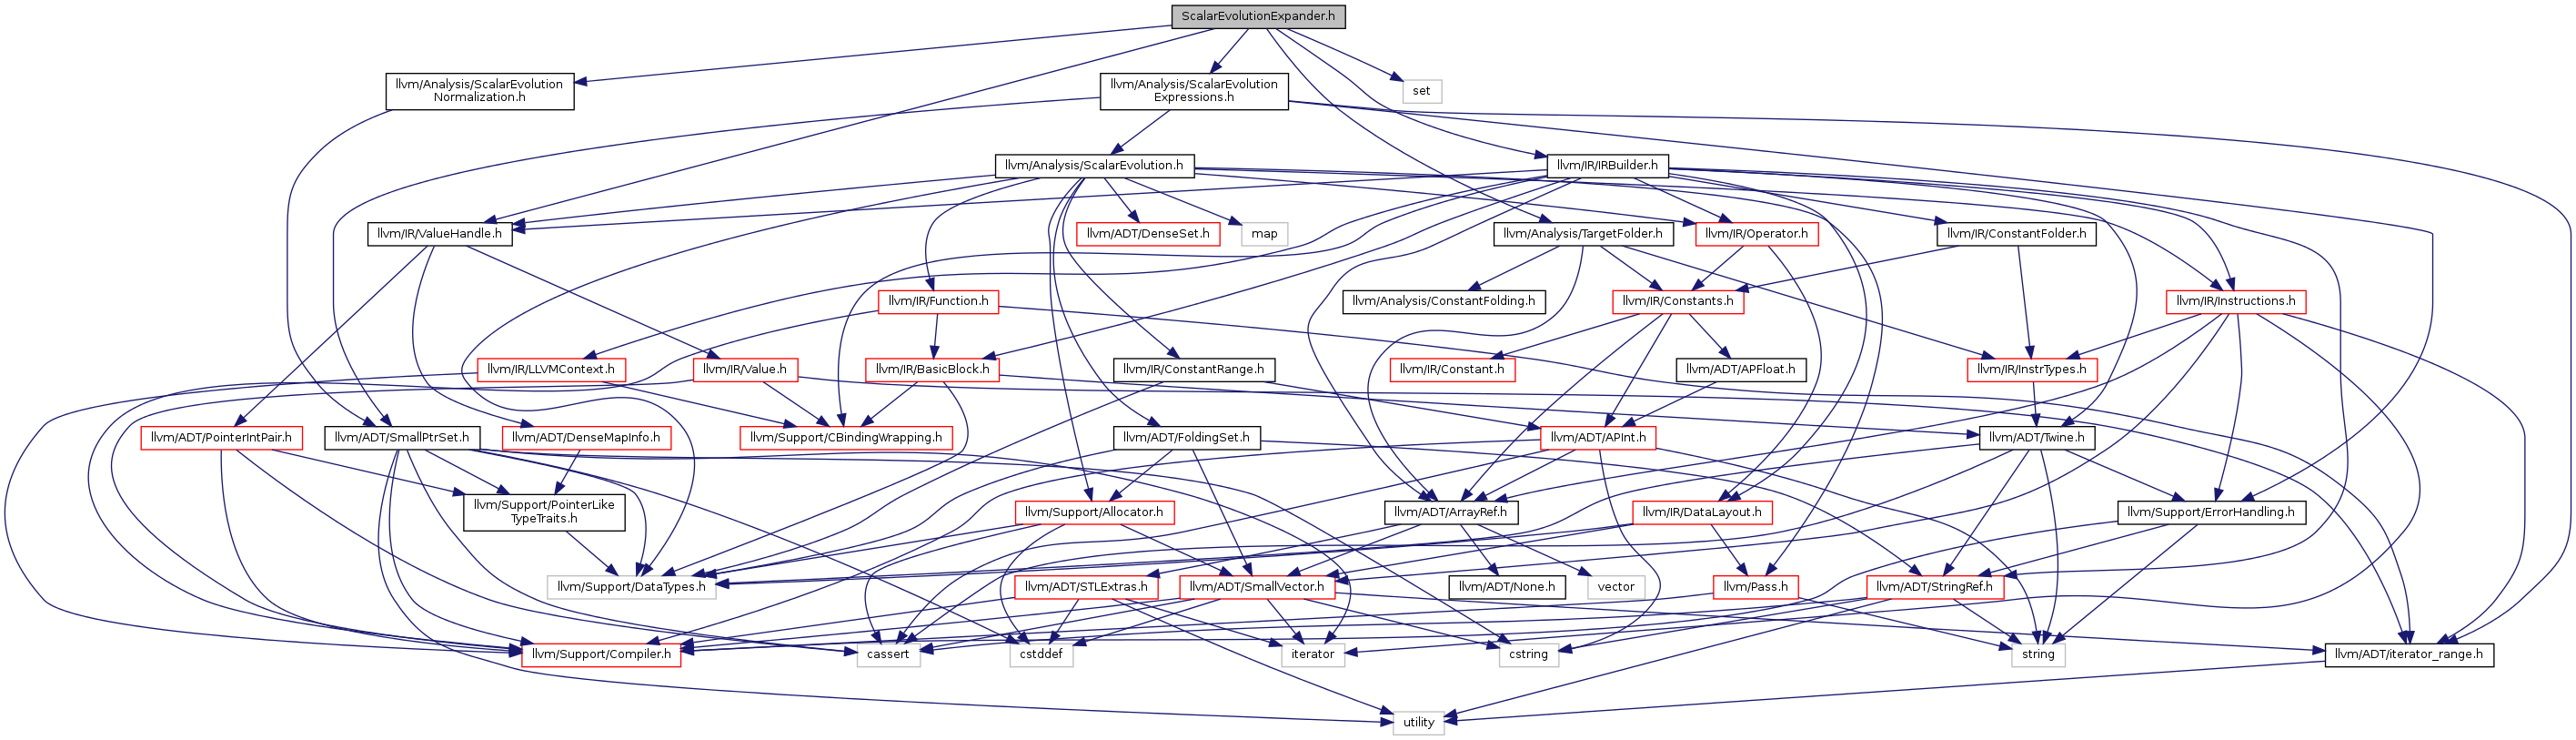 ScalarEvolutionExpander.h
llvm/Analysis/ScalarEvolution
Normalization.h
llvm/Analysis/ScalarEvolution
Expressions.h
set
llvm/Analysis/ScalarEvolution.h
llvm/IR/IRBuilder.h
llvm/IR/ValueHandle.h
llvm/ADT/DenseSet.h
map
llvm/Analysis/TargetFolder.h
llvm/IR/Operator.h
llvm/IR/ConstantFolder.h
llvm/IR/Function.h
llvm/Analysis/ConstantFolding.h
llvm/IR/Constants.h
llvm/IR/Instructions.h
llvm/IR/LLVMContext.h
llvm/IR/Value.h
llvm/IR/BasicBlock.h
llvm/IR/ConstantRange.h
llvm/IR/Constant.h
llvm/ADT/APFloat.h
llvm/IR/InstrTypes.h
llvm/ADT/PointerIntPair.h
llvm/ADT/SmallPtrSet.h
llvm/ADT/DenseMapInfo.h
llvm/Support/CBindingWrapping.h
llvm/ADT/FoldingSet.h
llvm/ADT/APInt.h
llvm/ADT/Twine.h
llvm/Support/PointerLike
TypeTraits.h
llvm/Support/Allocator.h
llvm/ADT/ArrayRef.h
llvm/IR/DataLayout.h
llvm/Support/ErrorHandling.h
llvm/Support/DataTypes.h
llvm/ADT/STLExtras.h
llvm/ADT/SmallVector.h
llvm/ADT/None.h
vector
llvm/Pass.h
llvm/ADT/StringRef.h
llvm/Support/Compiler.h
cassert
cstddef
iterator
cstring
string
llvm/ADT/iterator_range.h
utility